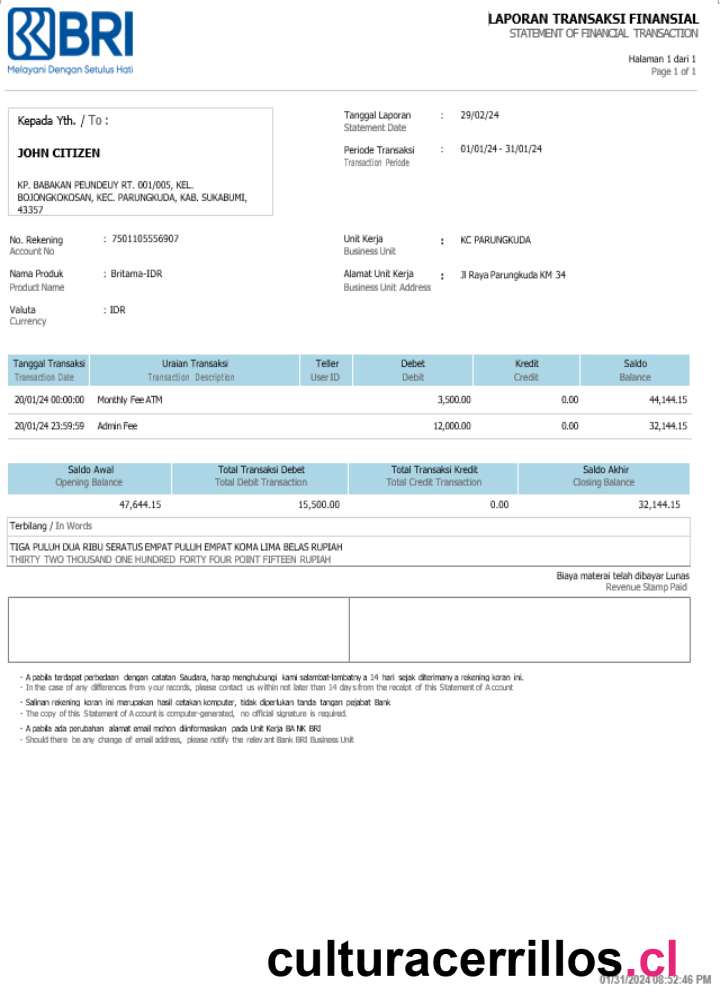 BRI
Melayani Dengan Setulus Hati
LAPORAN TRANSAKSI FINANSIAL
STATEMENT OF FINANCIAL TRANSACTION
Halaman 1 dari 1
Page 1 of 1
Kepada Yth. / To :
JOHN CITIZEN
KP. BABAKAN PEUNDEUY RT. 001/005, KEL.
BOJONGKOKOSAN, KEC. PARUNGKUDA, KAB. SUKABUMI,
43357
Tanggal Laporan : 29/02/24
Statement Date
Periode Transaksi : 01/01/24 - 31/01/24
Transaction Periode
No. Rekening : 7501105556907
Account No
Nama Produk : Britama-IDR
Product Name
Valuta : IDR
Currency
Unit Kerja : KC PARUNGKUDA
Business Unit
Alamat Unit Kerja : Jl Raya Parungkuda KM 34
Business Unit Address
Tanggal Transaksi Uraian Transaksi Teller Debet Kredit Saldo
Transaction Date Transaction Description User ID Debit Credit Balance
20/01/24 00:00:00 Monthly Fee ATM 3,500.00 0.00 44,144.15
20/01/24 23:59:59 Admin Fee 12,000.00 0.00 32,144.15
Saldo Awal Total Transaksi Debet Total Transaksi Kredit Saldo Akhir
Opening Balance Total Debit Transaction Total Credit Transaction Closing Balance
47,644.15 15,500.00 0.00 32,144.15
Terbilang / In Words
TIGA PULUH DUA RIBU SERATUS EMPAT PULUH EMPAT KOMA LIMA BELAS RUPIAH
THIRTY TWO THOUSAND ONE HUNDRED FORTY FOUR POINT FIFTEEN RUPIAH
Biaya materai telah dibayar Lunas
Revenue Stamp Paid
- Apabila terdapat perbedaan dengan catatan Saudara, harap menghubungi kami selambat-lambatnya 14 hari sejak diterimanya rekening koran ini.
- In the case of any differences from your records, please contact us within not later than 14 days from the receipt of this Statement of Account
- Salinan rekening koran ini merupakan hasil cetakan komputer, tidak diperlukan tanda tangan pejabat Bank
- The copy of this Statement of Account is computer-generated, no official signature is required.
- Apabila ada perubahan alamat email mohon diinformasikan pada Unit Kerja BANK BRI
- Should there be any change of email address, please notify the relevant Bank BRI Business Unit
culturacerrillos.cl
01/31/2024 08:52:46 PM